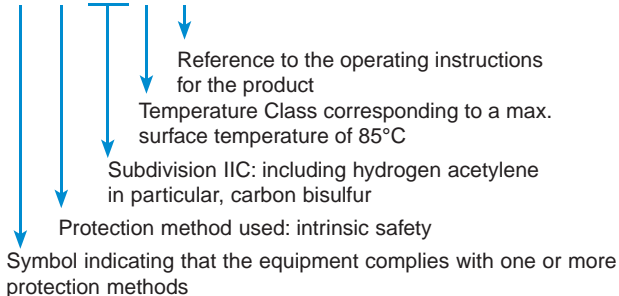 Reference to the operating instructions
for the product
Temperature Class corresponding to a max.
surface temperature of 85°C
Subdivision IIC: including hydrogen acetylene
in particular, carbon bisulfur
Protection method used: intrinsic safety
Symbol indicating that the equipment complies with one or more
protection methods